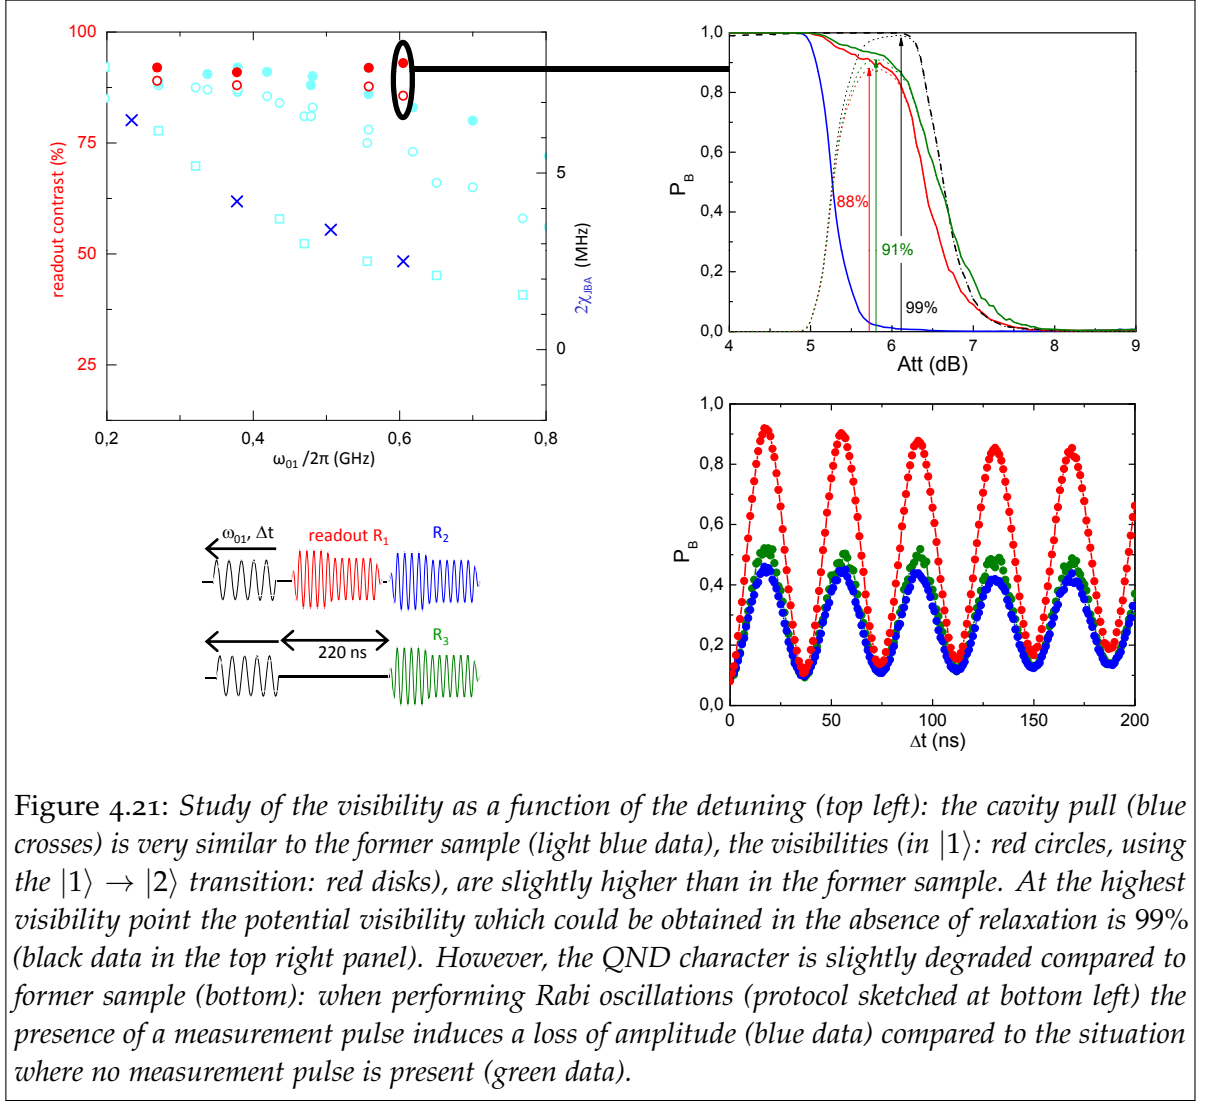 100
75
50
25
readout contrast (%)
5
0
2χJBA (MHz)
0,2
0,4
0,6
0,8
ω01 /2π (GHz)
1,0
0,8
0,6
0,4
0,2
0,0
PB
88%
91%
99%
4
5
6
7
8
9
Att (dB)
ω01, Δt
readout R1
R2
220 ns
R3
1,0
0,8
0,6
0,4
0,2
0,0
PB
0
50
100
150
200
Δt (ns)
Figure 4.21: Study of the visibility as a function of the detuning (top left): the cavity pull (blue
crosses) is very similar to the former sample (light blue data), the visibilities (in |1⟩: red circles, using
the |1⟩ → |2⟩ transition: red disks), are slightly higher than in the former sample. At the highest
visibility point the potential visibility which could be obtained in the absence of relaxation is 99%
(black data in the top right panel). However, the QND character is slightly degraded compared to
former sample (bottom): when performing Rabi oscillations (protocol sketched at bottom left) the
presence of a measurement pulse induces a loss of amplitude (blue data) compared to the situation
where no measurement pulse is present (green data).